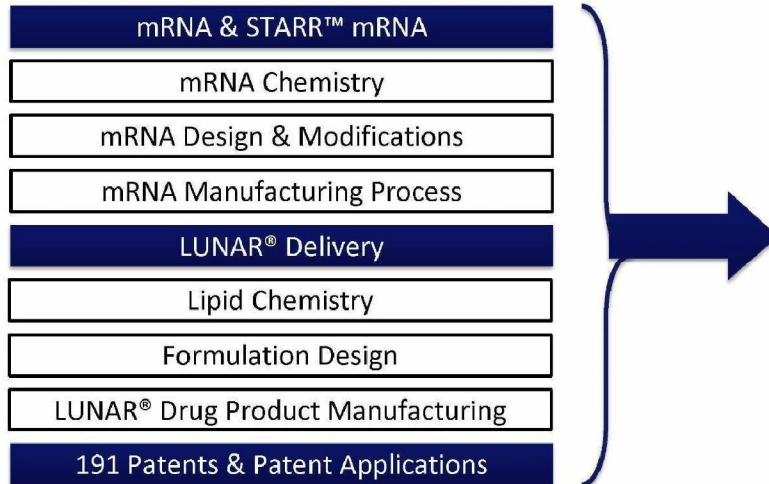 mRNA & STARR™ mRNA
mRNA Chemistry
mRNA Design & Modifications
mRNA Manufacturing Process
LUNAR® Delivery
Lipid Chemistry
Formulation Design
LUNAR® Drug Product Manufacturing
191 Patents & Patent Applications